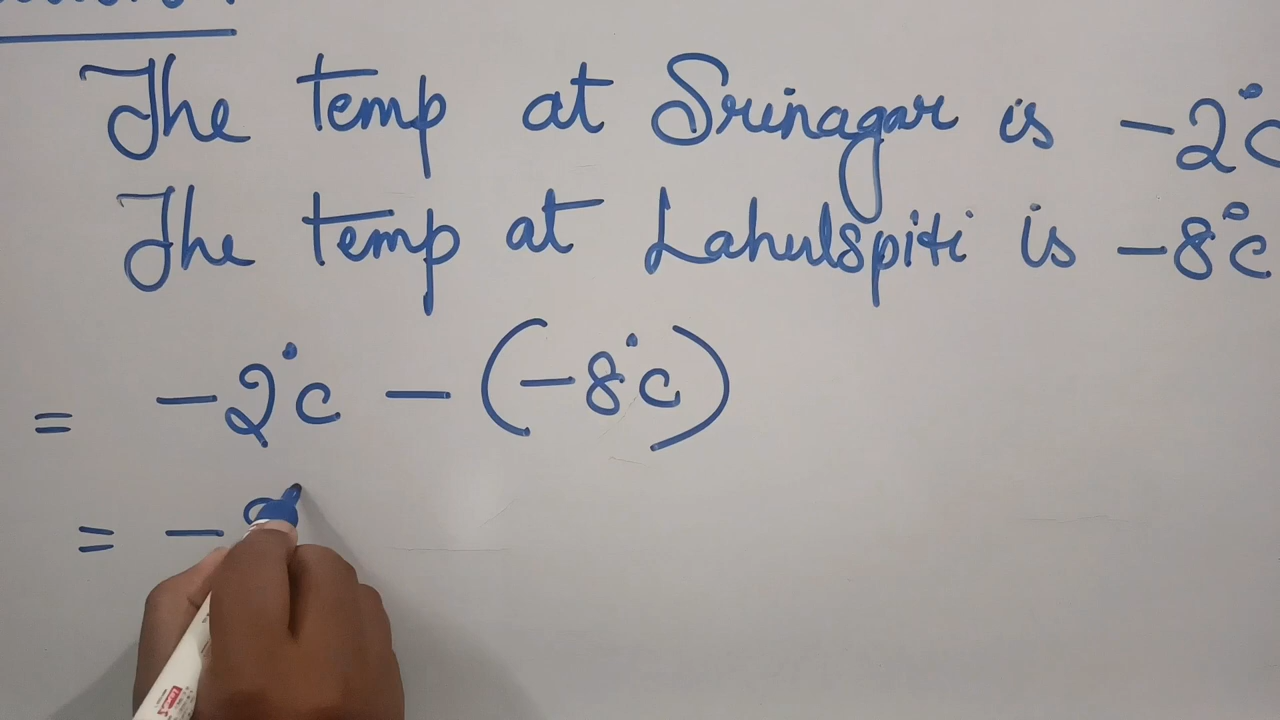 The temp at Srinagar is -2°C
The temp at Lahulspiti is -8°C
= -2°C - (-8°C)
= -